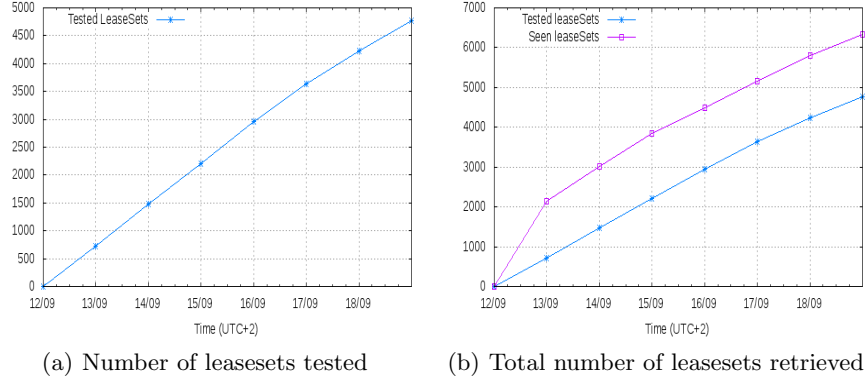 Tested LeaseSets
5000
4500
4000
3500
3000
2500
2000
1500
1000
500
0
12/09 13/09 14/09 15/09 16/09 17/09 18/09
Time (UTC+2)
(a) Number of leasesets tested
Tested leaseSets
Seen leaseSets
7000
6000
5000
4000
3000
2000
1000
0
12/09 13/09 14/09 15/09 16/09 17/09 18/09
Time (UTC+2)
(b) Total number of leasesets retrieved